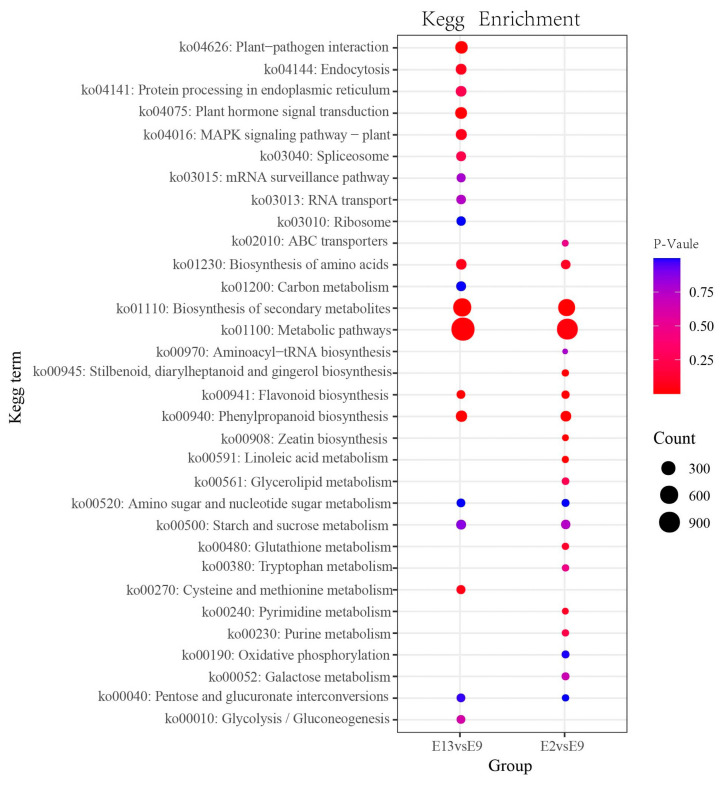 Kegg Enrichment
Kegg term
ko04626: Plant−pathogen interaction
ko04144: Endocytosis
ko04141: Protein processing in endoplasmic reticulum
ko04075: Plant hormone signal transduction
ko04016: MAPK signaling pathway − plant
ko03040: Spliceosome
ko03015: mRNA surveillance pathway
ko03013: RNA transport
ko03010: Ribosome
ko02010: ABC transporters
ko01230: Biosynthesis of amino acids
ko01200: Carbon metabolism
ko01110: Biosynthesis of secondary metabolites
ko01100: Metabolic pathways
ko00970: Aminoacyl−tRNA biosynthesis
ko00945: Stilbenoid, diarylheptanoid and gingerol biosynthesis
ko00941: Flavonoid biosynthesis
ko00940: Phenylpropanoid biosynthesis
ko00908: Zeatin biosynthesis
ko00591: Linoleic acid metabolism
ko00561: Glycerolipid metabolism
ko00520: Amino sugar and nucleotide sugar metabolism
ko00500: Starch and sucrose metabolism
ko00480: Glutathione metabolism
ko00380: Tryptophan metabolism
ko00270: Cysteine and methionine metabolism
ko00240: Pyrimidine metabolism
ko00230: Purine metabolism
ko00190: Oxidative phosphorylation
ko00052: Galactose metabolism
ko00040: Pentose and glucuronate interconversions
ko00010: Glycolysis / Gluconeogenesis
E13vsE9 E2vsE9
Group
P-Vaule
0.75
0.50
0.25
Count
300
600
900